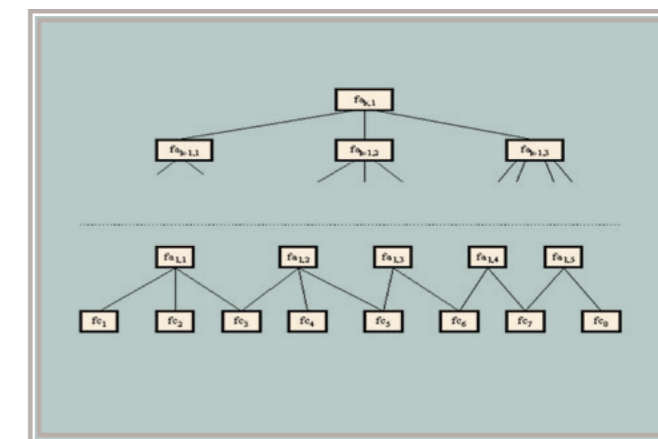 fa_k,1
fa_k-1,1 fa_k-1,2 fa_k-1,3
fa_1,1 fa_1,2 fa_1,3 fa_1,4 fa_1,5
fc_1 fc_2 fc_3 fc_4 fc_5 fc_6 fc_7 fc_8